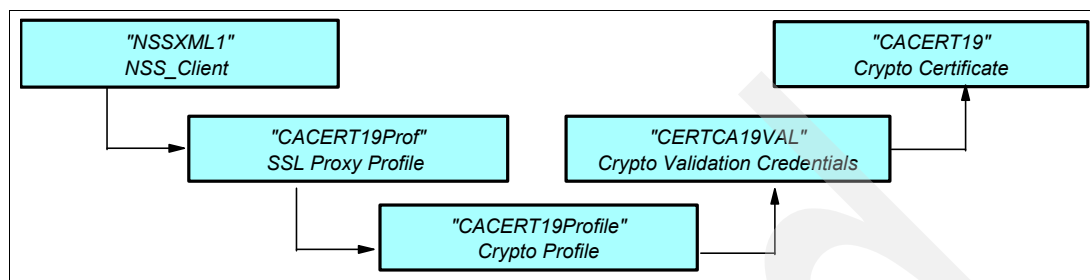 "NSSXML1"
NSS_Client
"CACERT19"
Crypto Certificate
"CACERT19Prof"
SSL Proxy Profile
"CERTCA19VAL"
Crypto Validation Credentials
"CACERT19Profile"
Crypto Profile